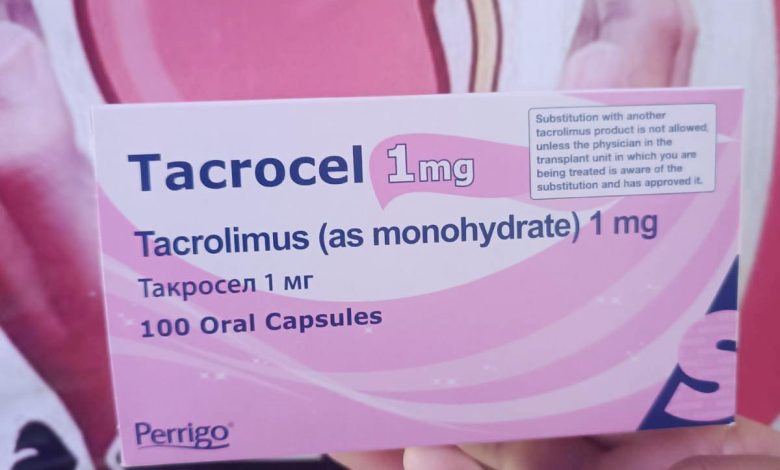 Tacrocel 1mg
Substitution with another
tacrolimus product is not allowed,
unless the physician in the
transplant unit in which you are
being treated is aware of the
substitution and has approved it.
Tacrolimus (as monohydrate) 1 mg
Такросел 1 мг
100 Oral Capsules
Perrigo®
S